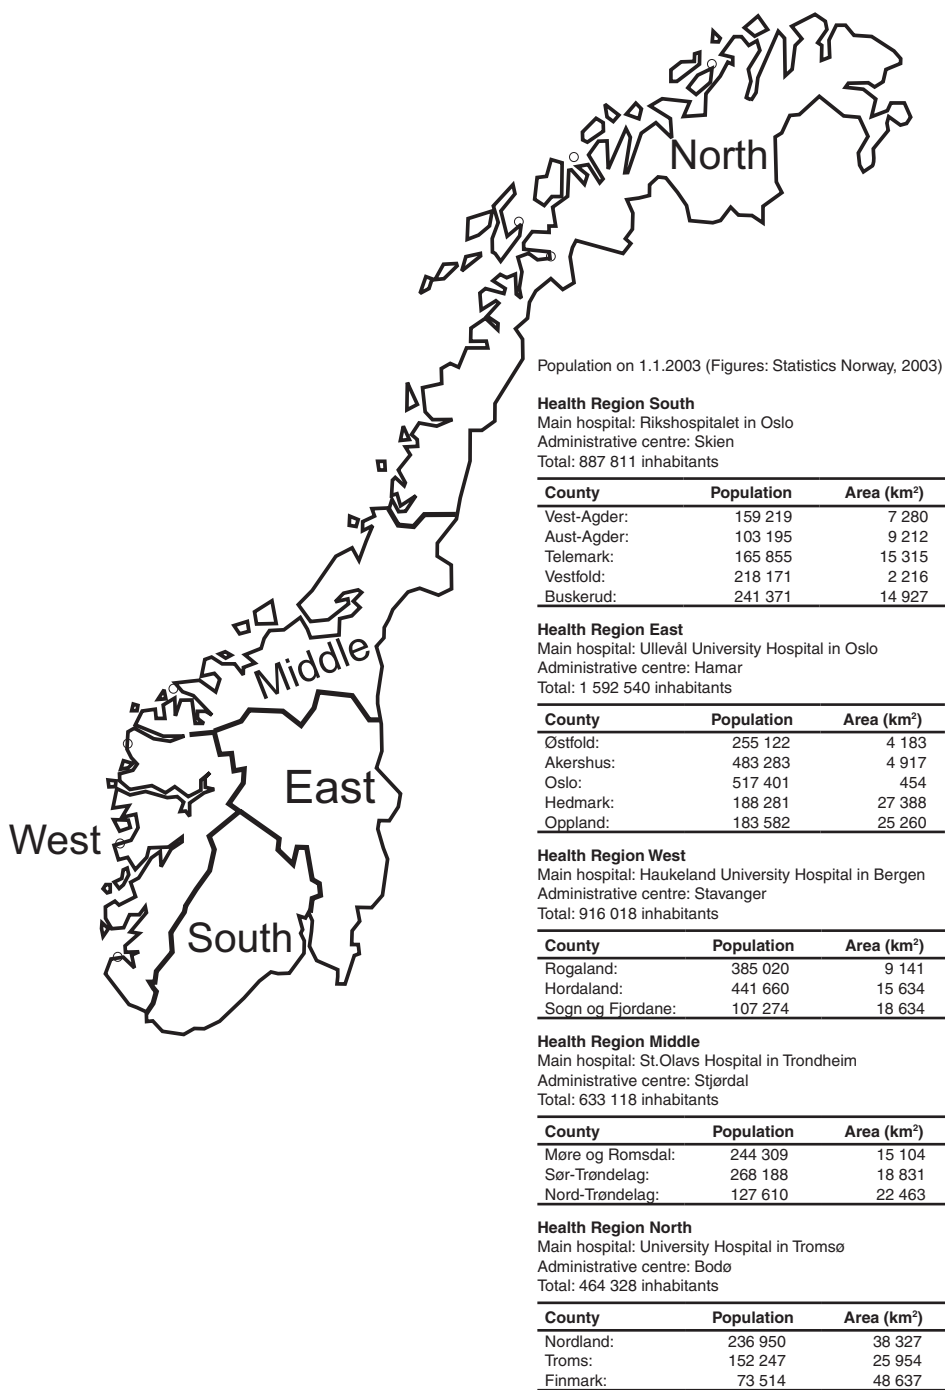 North
Middle
East
West
South
Population on 1.1.2003 (Figures: Statistics Norway, 2003)
Health Region South
Main hospital: Rikshospitalet in Oslo
Administrative centre: Skien
Total: 887 811 inhabitants
County Population Area (km²)
Vest-Agder: 159 219 7 280
Aust-Agder: 103 195 9 212
Telemark: 165 855 15 315
Vestfold: 218 171 2 216
Buskerud: 241 371 14 927
Health Region East
Main hospital: Ullevål University Hospital in Oslo
Administrative centre: Hamar
Total: 1 592 540 inhabitants
County Population Area (km²)
Østfold: 255 122 4 183
Akershus: 483 283 4 917
Oslo: 517 401 454
Hedmark: 188 281 27 388
Oppland: 183 582 25 260
Health Region West
Main hospital: Haukeland University Hospital in Bergen
Administrative centre: Stavanger
Total: 916 018 inhabitants
County Population Area (km²)
Rogaland: 385 020 9 141
Hordaland: 441 660 15 634
Sogn og Fjordane: 107 274 18 634
Health Region Middle
Main hospital: St.Olavs Hospital in Trondheim
Administrative centre: Stjørdal
Total: 633 118 inhabitants
County Population Area (km²)
Møre og Romsdal: 244 309 15 104
Sør-Trøndelag: 268 188 18 831
Nord-Trøndelag: 127 610 22 463
Health Region North
Main hospital: University Hospital in Tromsø
Administrative centre: Bodø
Total: 464 328 inhabitants
County Population Area (km²)
Nordland: 236 950 38 327
Troms: 152 247 25 954
Finmark: 73 514 48 637